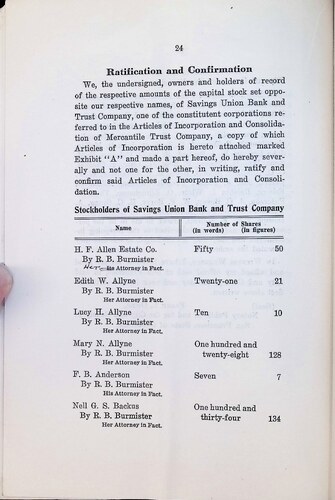 24
Ratification and Confirmation
We, the undersigned, owners and holders of record
of the respective amounts of the capital stock set oppo-
site our respective names, of Savings Union Bank and
Trust Company, one of the constituent corporations re-
ferred to in the Articles of Incorporation and Consolida-
tion of Mercantile Trust Company, a copy of which
Articles of Incorporation is hereto attached marked
Exhibit "A" and made a part hereof, do hereby sever-
ally and not one for the other, in writing, ratify and
confirm said Articles of Incorporation and Consoli-
dation.
Stockholders of Savings Union Bank and Trust Company
Name Number of Shares
(in words) (in figures)
H. F. Allen Estate Co. Fifty 50
By R. B. Burmister
His Attorney in Fact.
Edith W. Allyne Twenty-one 21
By R. B. Burmister
Her Attorney in Fact.
Lucy H. Allyne Ten 10
By R. B. Burmister
Her Attorney in Fact.
Mary N. Allyne One hundred and
By R. B. Burmister twenty-eight 128
Her Attorney in Fact.
F. B. Anderson Seven 7
By R. B. Burmister
His Attorney in Fact.
Nell G. S. Backus One hundred and
By R. B. Burmister thirty-four 134
Her Attorney in Fact.